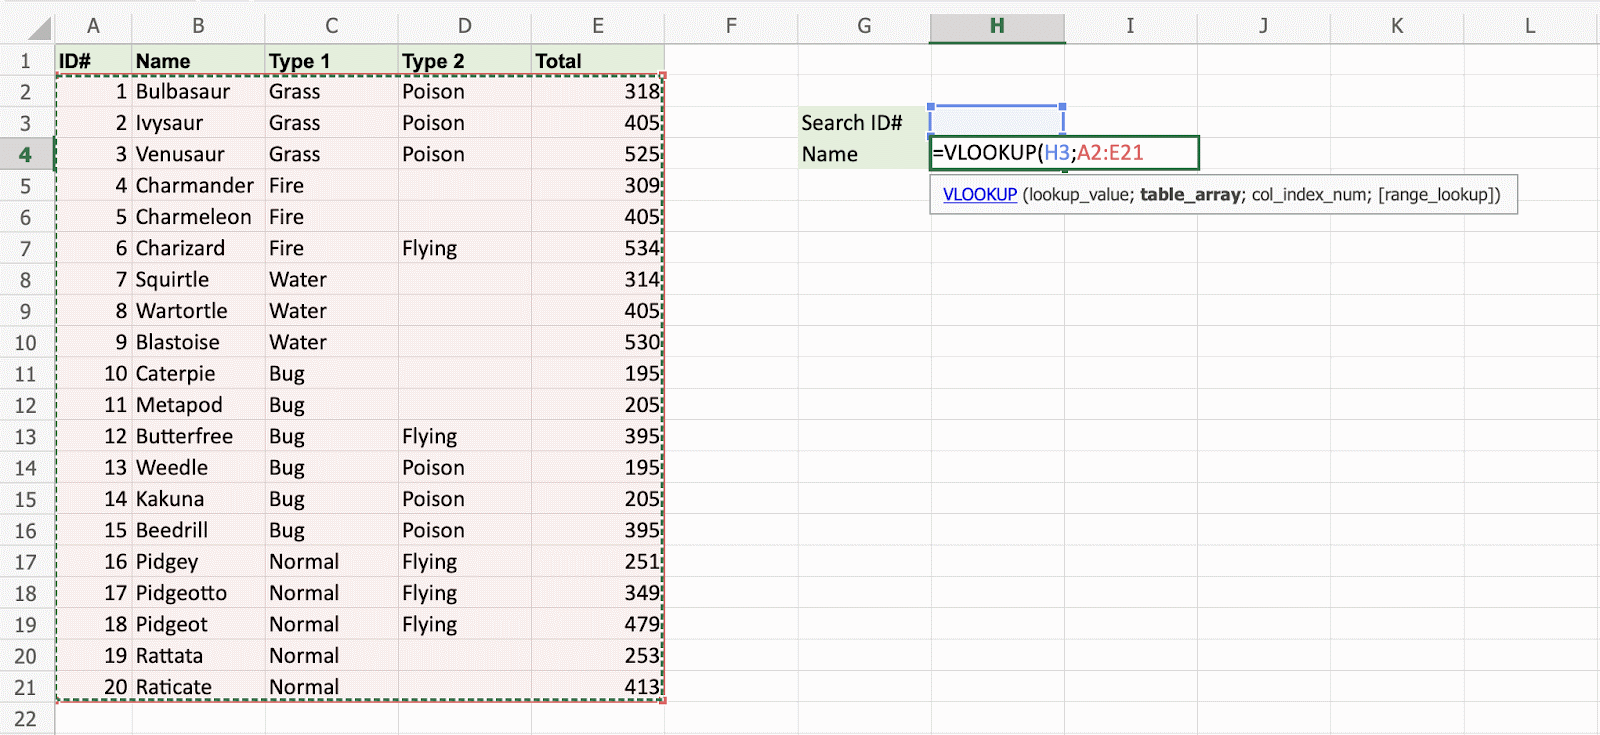 A B C D E F G H I J K L
1 ID# Name Type 1 Type 2 Total
2 1 Bulbasaur Grass Poison 318
3 2 Ivysaur Grass Poison 405 Search ID#
4 3 Venusaur Grass Poison 525 Name =VLOOKUP(H3;A2:E21
5 4 Charmander Fire 309 VLOOKUP (lookup_value; table_array; col_index_num; [range_lookup])
6 5 Charmeleon Fire 405
7 6 Charizard Fire Flying 534
8 7 Squirtle Water 314
9 8 Wartortle Water 405
10 9 Blastoise Water 530
11 10 Caterpie Bug 195
12 11 Metapod Bug 205
13 12 Butterfree Bug Flying 395
14 13 Weedle Bug Poison 195
15 14 Kakuna Bug Poison 205
16 15 Beedrill Bug Poison 395
17 16 Pidgey Normal Flying 251
18 17 Pidgeotto Normal Flying 349
19 18 Pidgeot Normal Flying 479
20 19 Rattata Normal 253
21 20 Raticate Normal 413
22